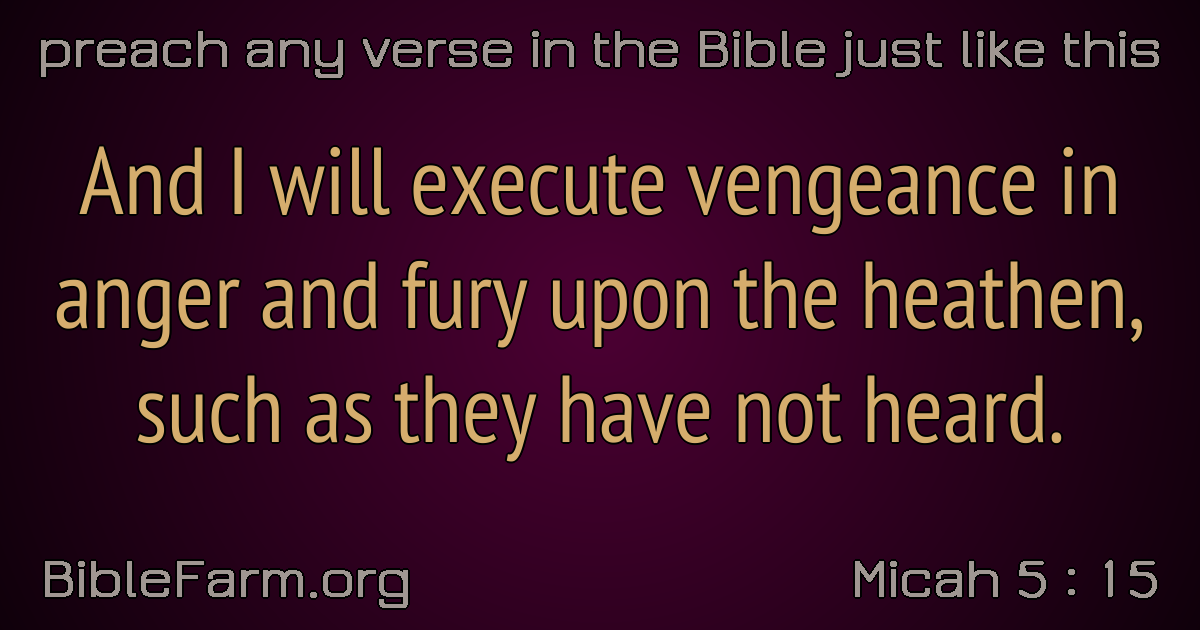 preach any verse in the Bible just like this
And I will execute vengeance in
anger and fury upon the heathen,
such as they have not heard.
BibleFarm.org
Micah 5 : 15